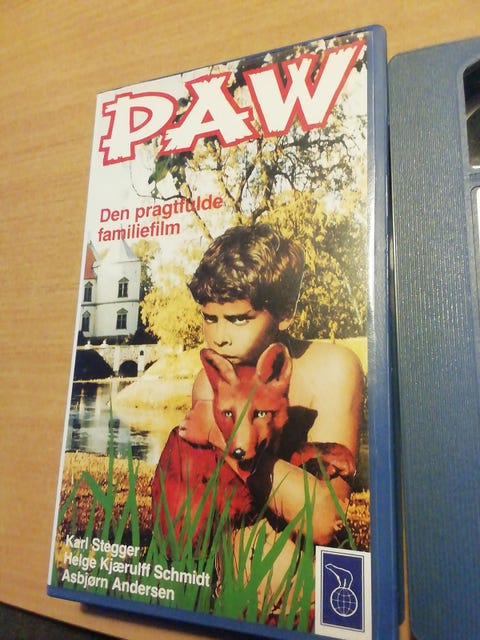 PAW
Den pragtfulde
familiefilm
Karl Stegger
Helge Kjærulff Schmidt
Asbjørn Andersen